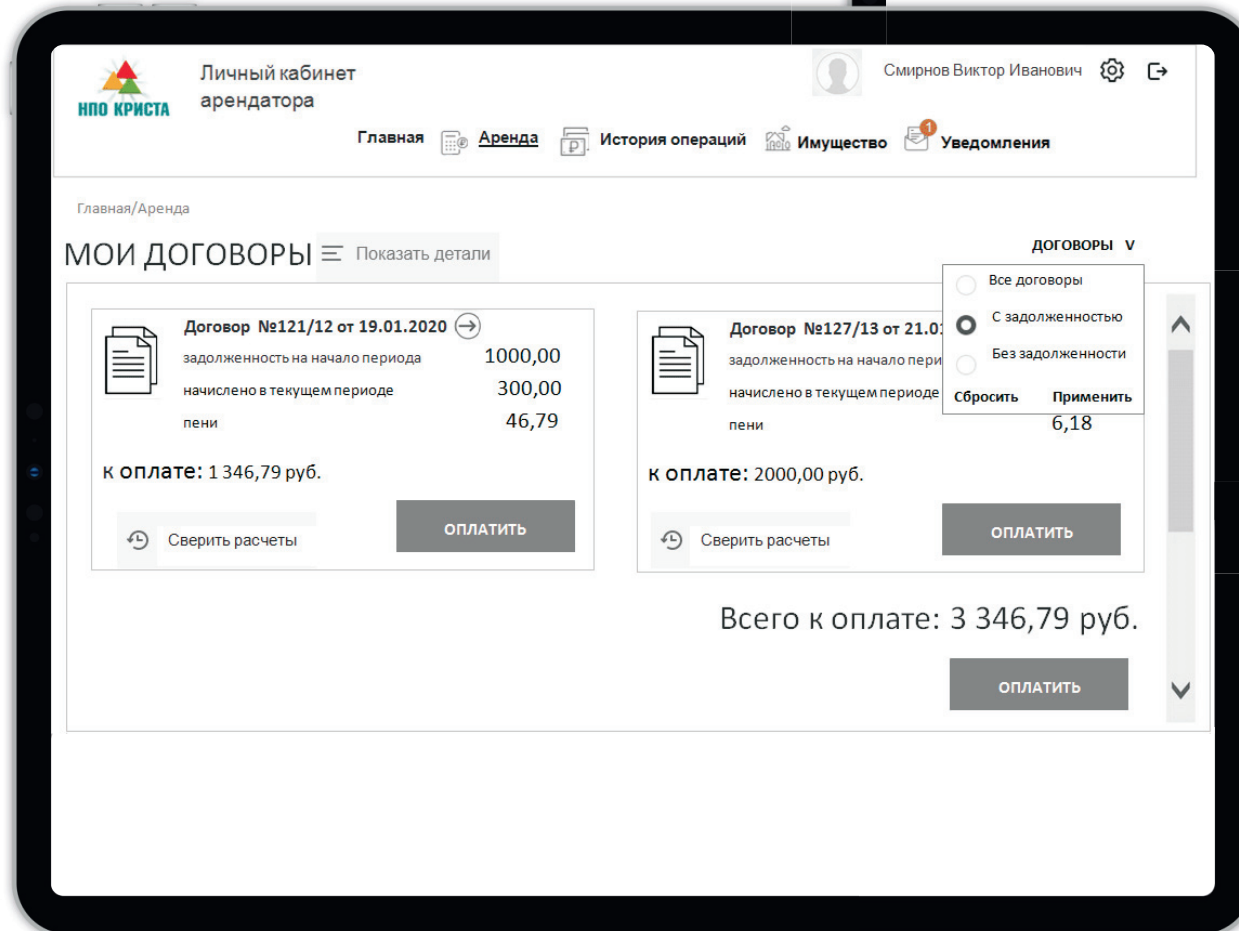 НПО КРИСТА
Личный кабинет
арендатора
Смирнов Виктор Иванович
Главная Аренда История операций Имущество 1 Уведомления
Главная/Аренда
МОИ ДОГОВОРЫ Показать детали
ДОГОВОРЫ V
Все договоры
С задолженностью
Без задолженности
Сбросить Применить
Договор №121/12 от 19.01.2020
задолженность на начало периода 1000,00
начислено в текущем периоде 300,00
пени 46,79
к оплате: 1 346,79 руб.
Сверить расчеты ОПЛАТИТЬ
Договор №127/13 от 21.01
задолженность на начало пери
начислено в текущем периоде
пени 6,18
к оплате: 2000,00 руб.
Сверить расчеты ОПЛАТИТЬ
Всего к оплате: 3 346,79 руб.
ОПЛАТИТЬ